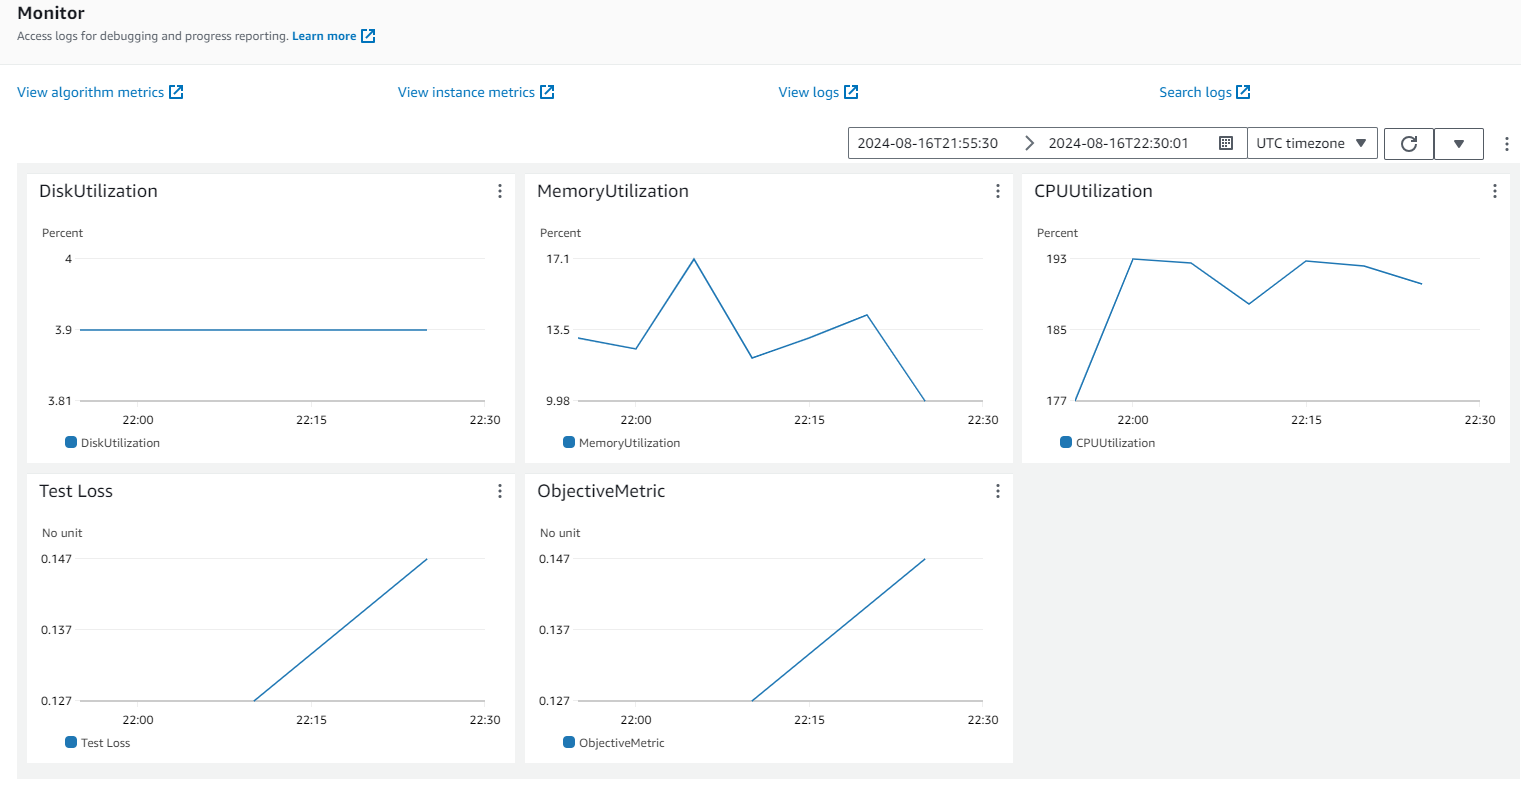 Monitor
Access logs for debugging and progress reporting. Learn more
View algorithm metrics
View instance metrics
View logs
Search logs
2024-08-16T21:55:30
2024-08-16T22:30:01
UTC timezone
DiskUtilization
Percent
4
3.9
3.81
22:00
22:15
22:30
DiskUtilization
MemoryUtilization
Percent
17.1
13.5
9.98
22:00
22:15
22:30
MemoryUtilization
CPUUtilization
Percent
193
185
177
22:00
22:15
22:30
CPUUtilization
Test Loss
No unit
0.147
0.137
0.127
22:00
22:15
22:30
Test Loss
ObjectiveMetric
No unit
0.147
0.137
0.127
22:00
22:15
22:30
ObjectiveMetric